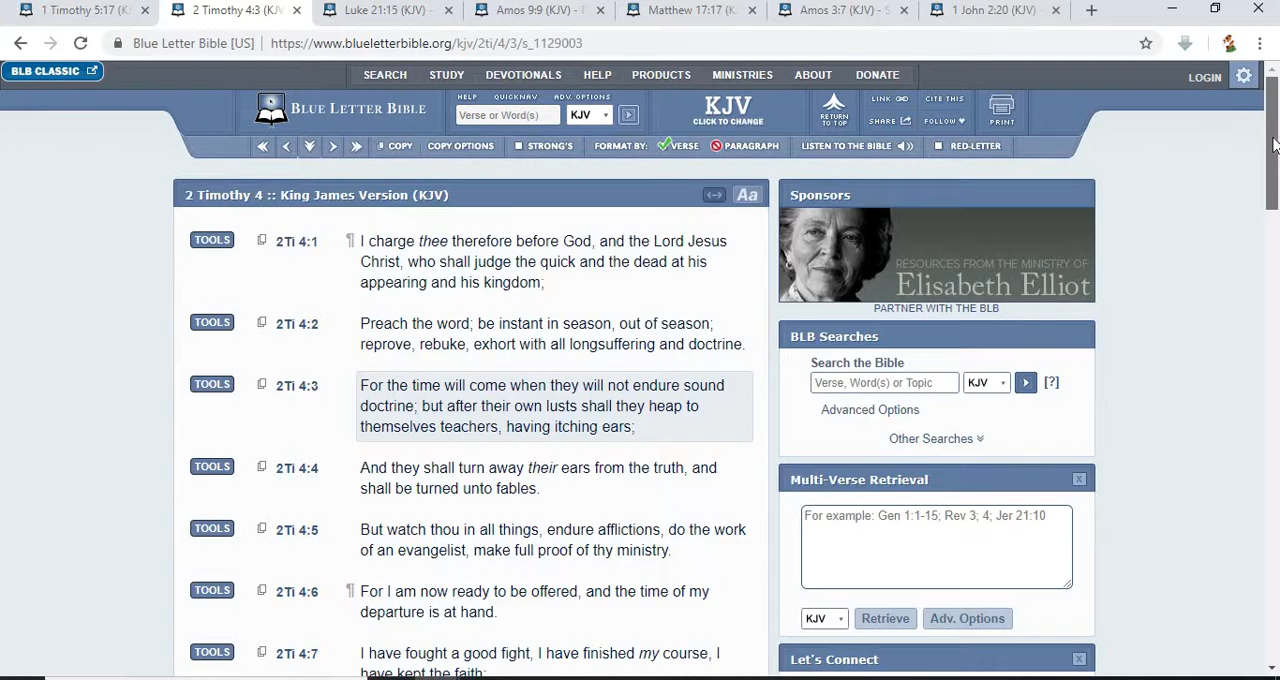 1 Timothy 5:17 (K
2 Timothy 4:3 (KJV)
Luke 21:15 (KJV) -
Amos 9:9 (KJV) -
Matthew 17:17 (KJV)
Amos 3:7 (KJV) - S
1 John 2:20 (KJV)
Blue Letter Bible [US]
https://www.blueletterbible.org/kjv/2ti/4/3/s_1129003
BLB CLASSIC
SEARCH STUDY DEVOTIONALS HELP PRODUCTS MINISTRIES ABOUT DONATE
LOGIN
BLUE LETTER BIBLE
HELP QUICKNAV ADV. OPTIONS
Verse or Word(s) KJV
KJV
CLICK TO CHANGE
RETURN
TO TOP
LINK CITE THIS
SHARE FOLLOW
PRINT
COPY COPY OPTIONS STRONG'S FORMAT BY: VERSE PARAGRAPH LISTEN TO THE BIBLE RED-LETTER
2 Timothy 4 :: King James Version (KJV)
Aa
TOOLS 2Ti 4:1 ¶ I charge thee therefore before God, and the Lord Jesus
Christ, who shall judge the quick and the dead at his
appearing and his kingdom;
TOOLS 2Ti 4:2 Preach the word; be instant in season, out of season;
reprove, rebuke, exhort with all longsuffering and doctrine.
TOOLS 2Ti 4:3 For the time will come when they will not endure sound
doctrine; but after their own lusts shall they heap to
themselves teachers, having itching ears;
TOOLS 2Ti 4:4 And they shall turn away their ears from the truth, and
shall be turned unto fables.
TOOLS 2Ti 4:5 But watch thou in all things, endure afflictions, do the work
of an evangelist, make full proof of thy ministry.
TOOLS 2Ti 4:6 ¶ For I am now ready to be offered, and the time of my
departure is at hand.
TOOLS 2Ti 4:7 I have fought a good fight, I have finished my course, I
have kept the faith:
Sponsors
RESOURCES FROM THE MINISTRY OF
Elisabeth Elliot
PARTNER WITH THE BLB
BLB Searches
Search the Bible
Verse, Word(s) or Topic KJV [?]
Advanced Options
Other Searches
Multi-Verse Retrieval
For example: Gen 1:1-15; Rev 3; 4; Jer 21:10
KJV Retrieve Adv. Options
Let's Connect